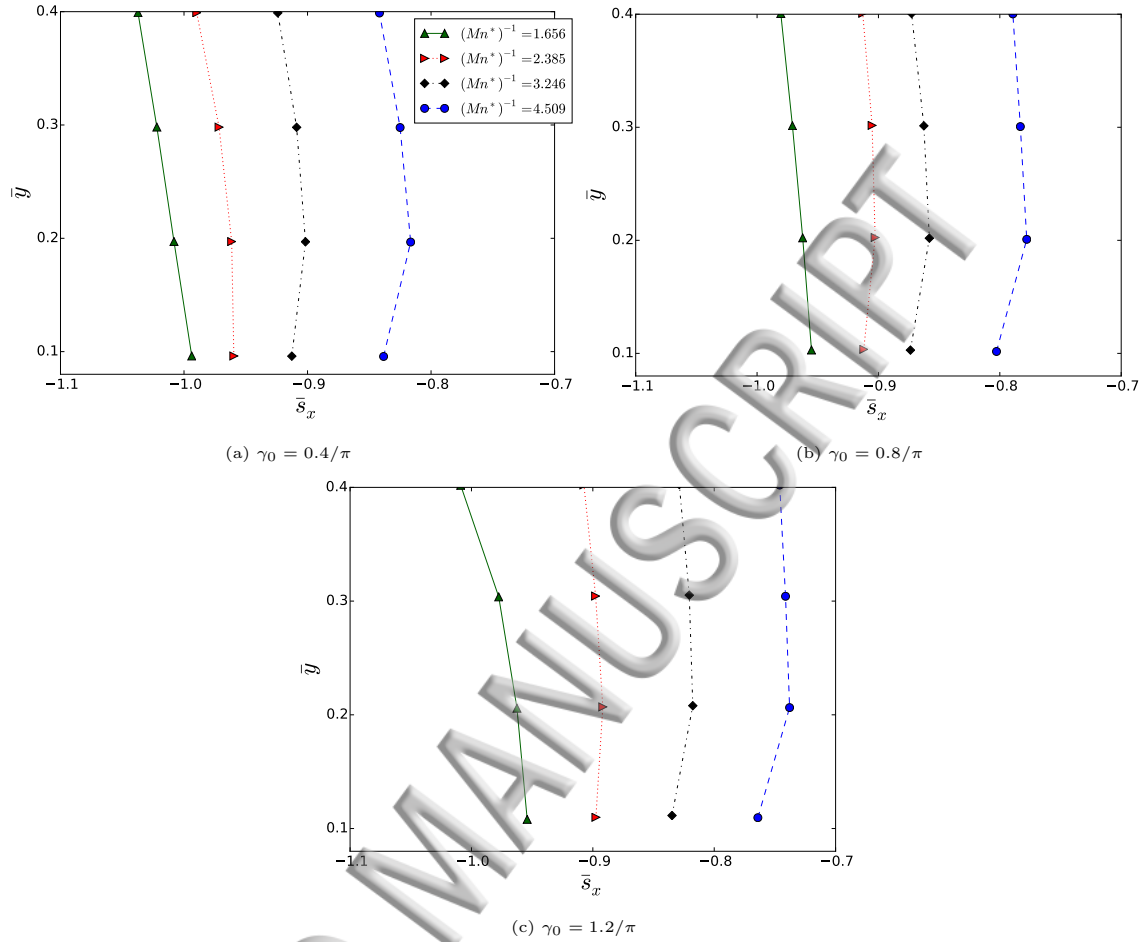 0.4
0.3
0.2
0.1
ȳ
−1.1 −1.0 −0.9 −0.8 −0.7
s̄ₓ
(Mn*)⁻¹ =1.656
(Mn*)⁻¹ =2.385
(Mn*)⁻¹ =3.246
(Mn*)⁻¹ =4.509
(a) γ₀ = 0.4/π
0.4
0.3
0.2
0.1
ȳ
−1.1 −1.0 −0.9 −0.8 −0.7
s̄ₓ
(b) γ₀ = 0.8/π
0.4
0.3
0.2
0.1
ȳ
−1.1 −1.0 −0.9 −0.8 −0.7
s̄ₓ
(c) γ₀ = 1.2/π
MANUSCRIPT